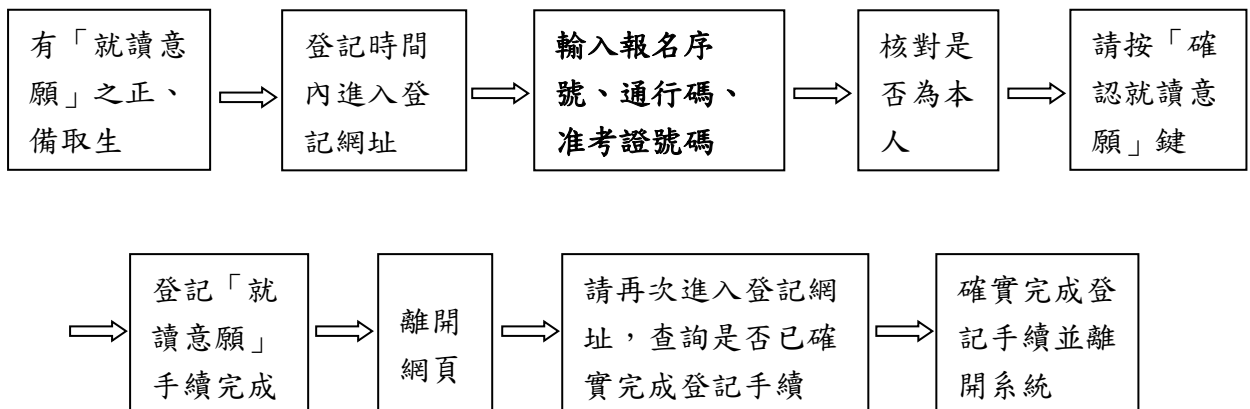 有「就讀意
願」之正、
備取生
登記時間
內進入登
記網址
輸入報名序
號、通行碼、
准考證號碼
核對是
否為本
人
請按「確
認就讀意
願」鍵
登記「就
讀意願」
手續完成
離開
網頁
請再次進入登記網
址，查詢是否已確
實完成登記手續
確實完成登
記手續並離
開系統